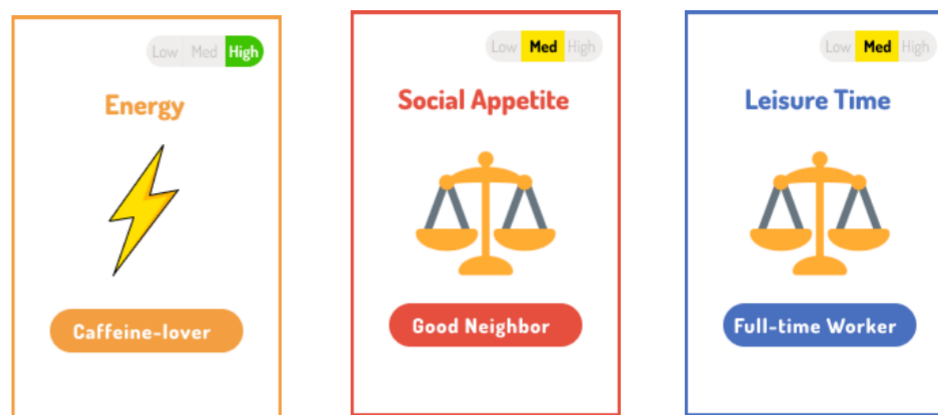 Low Med High
Energy
Caffeine-lover
Low Med High
Social Appetite
Good Neighbor
Low Med High
Leisure Time
Full-time Worker